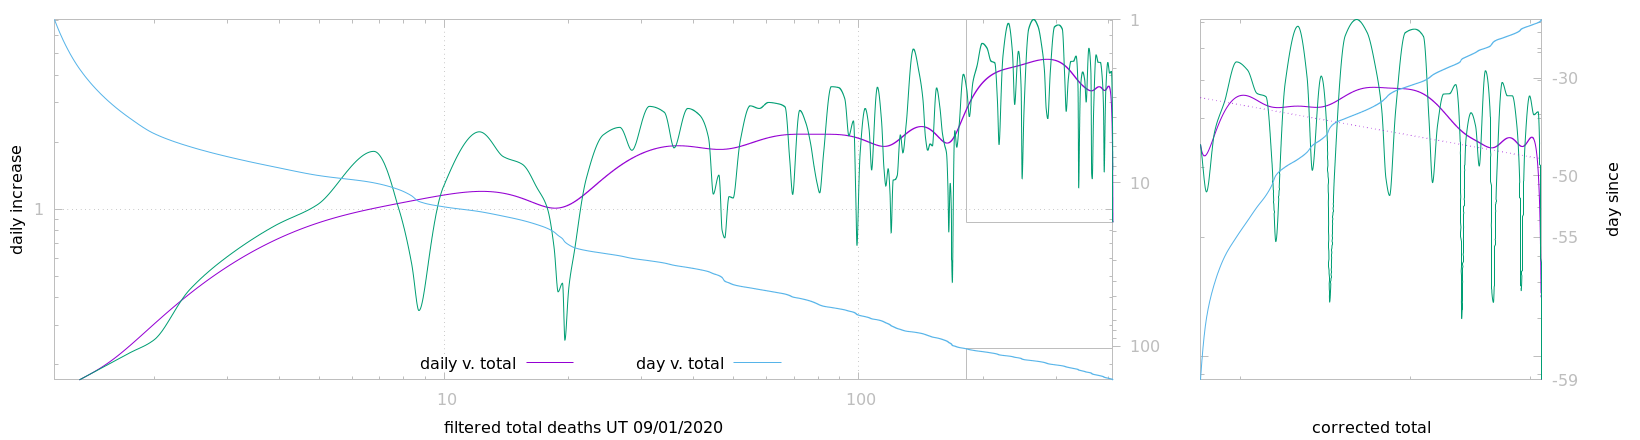 daily increase
1
10
100
1
10
100
daily v. total
day v. total
filtered total deaths UT 09/01/2020
-30
-50
-55
-59
day since
corrected total